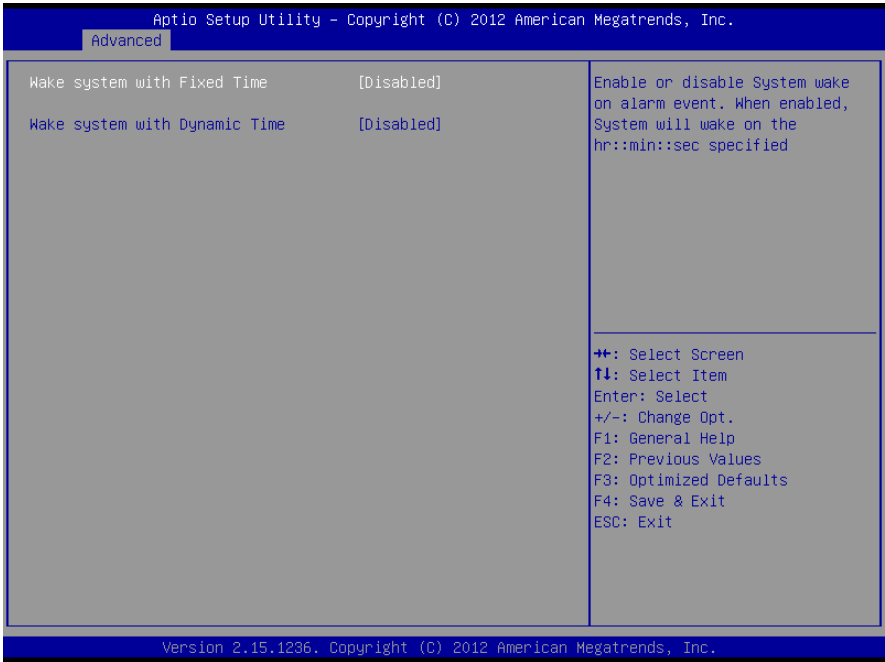 Aptio Setup Utility – Copyright (C) 2012 American Megatrends, Inc.
Advanced
Wake system with Fixed Time [Disabled]
Wake system with Dynamic Time [Disabled]
Enable or disable System wake
on alarm event. When enabled,
System will wake on the
hr::min::sec specified
→←: Select Screen
↑↓: Select Item
Enter: Select
+/-: Change Opt.
F1: General Help
F2: Previous Values
F3: Optimized Defaults
F4: Save & Exit
ESC: Exit
Version 2.15.1236. Copyright (C) 2012 American Megatrends, Inc.